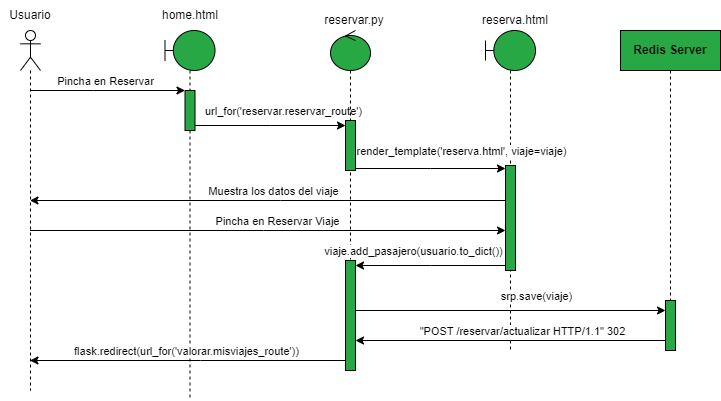 Usuario
home.html
reservar.py
reserva.html
Redis Server
Pincha en Reservar
url_for('reservar.reservar_route')
render_template('reserva.html', viaje=viaje)
Muestra los datos del viaje
Pincha en Reservar Viaje
viaje.add_pasajero(usuario.to_dict())
srp.save(viaje)
"POST /reservar/actualizar HTTP/1.1" 302
flask.redirect(url_for('valorar.misviajes_route'))